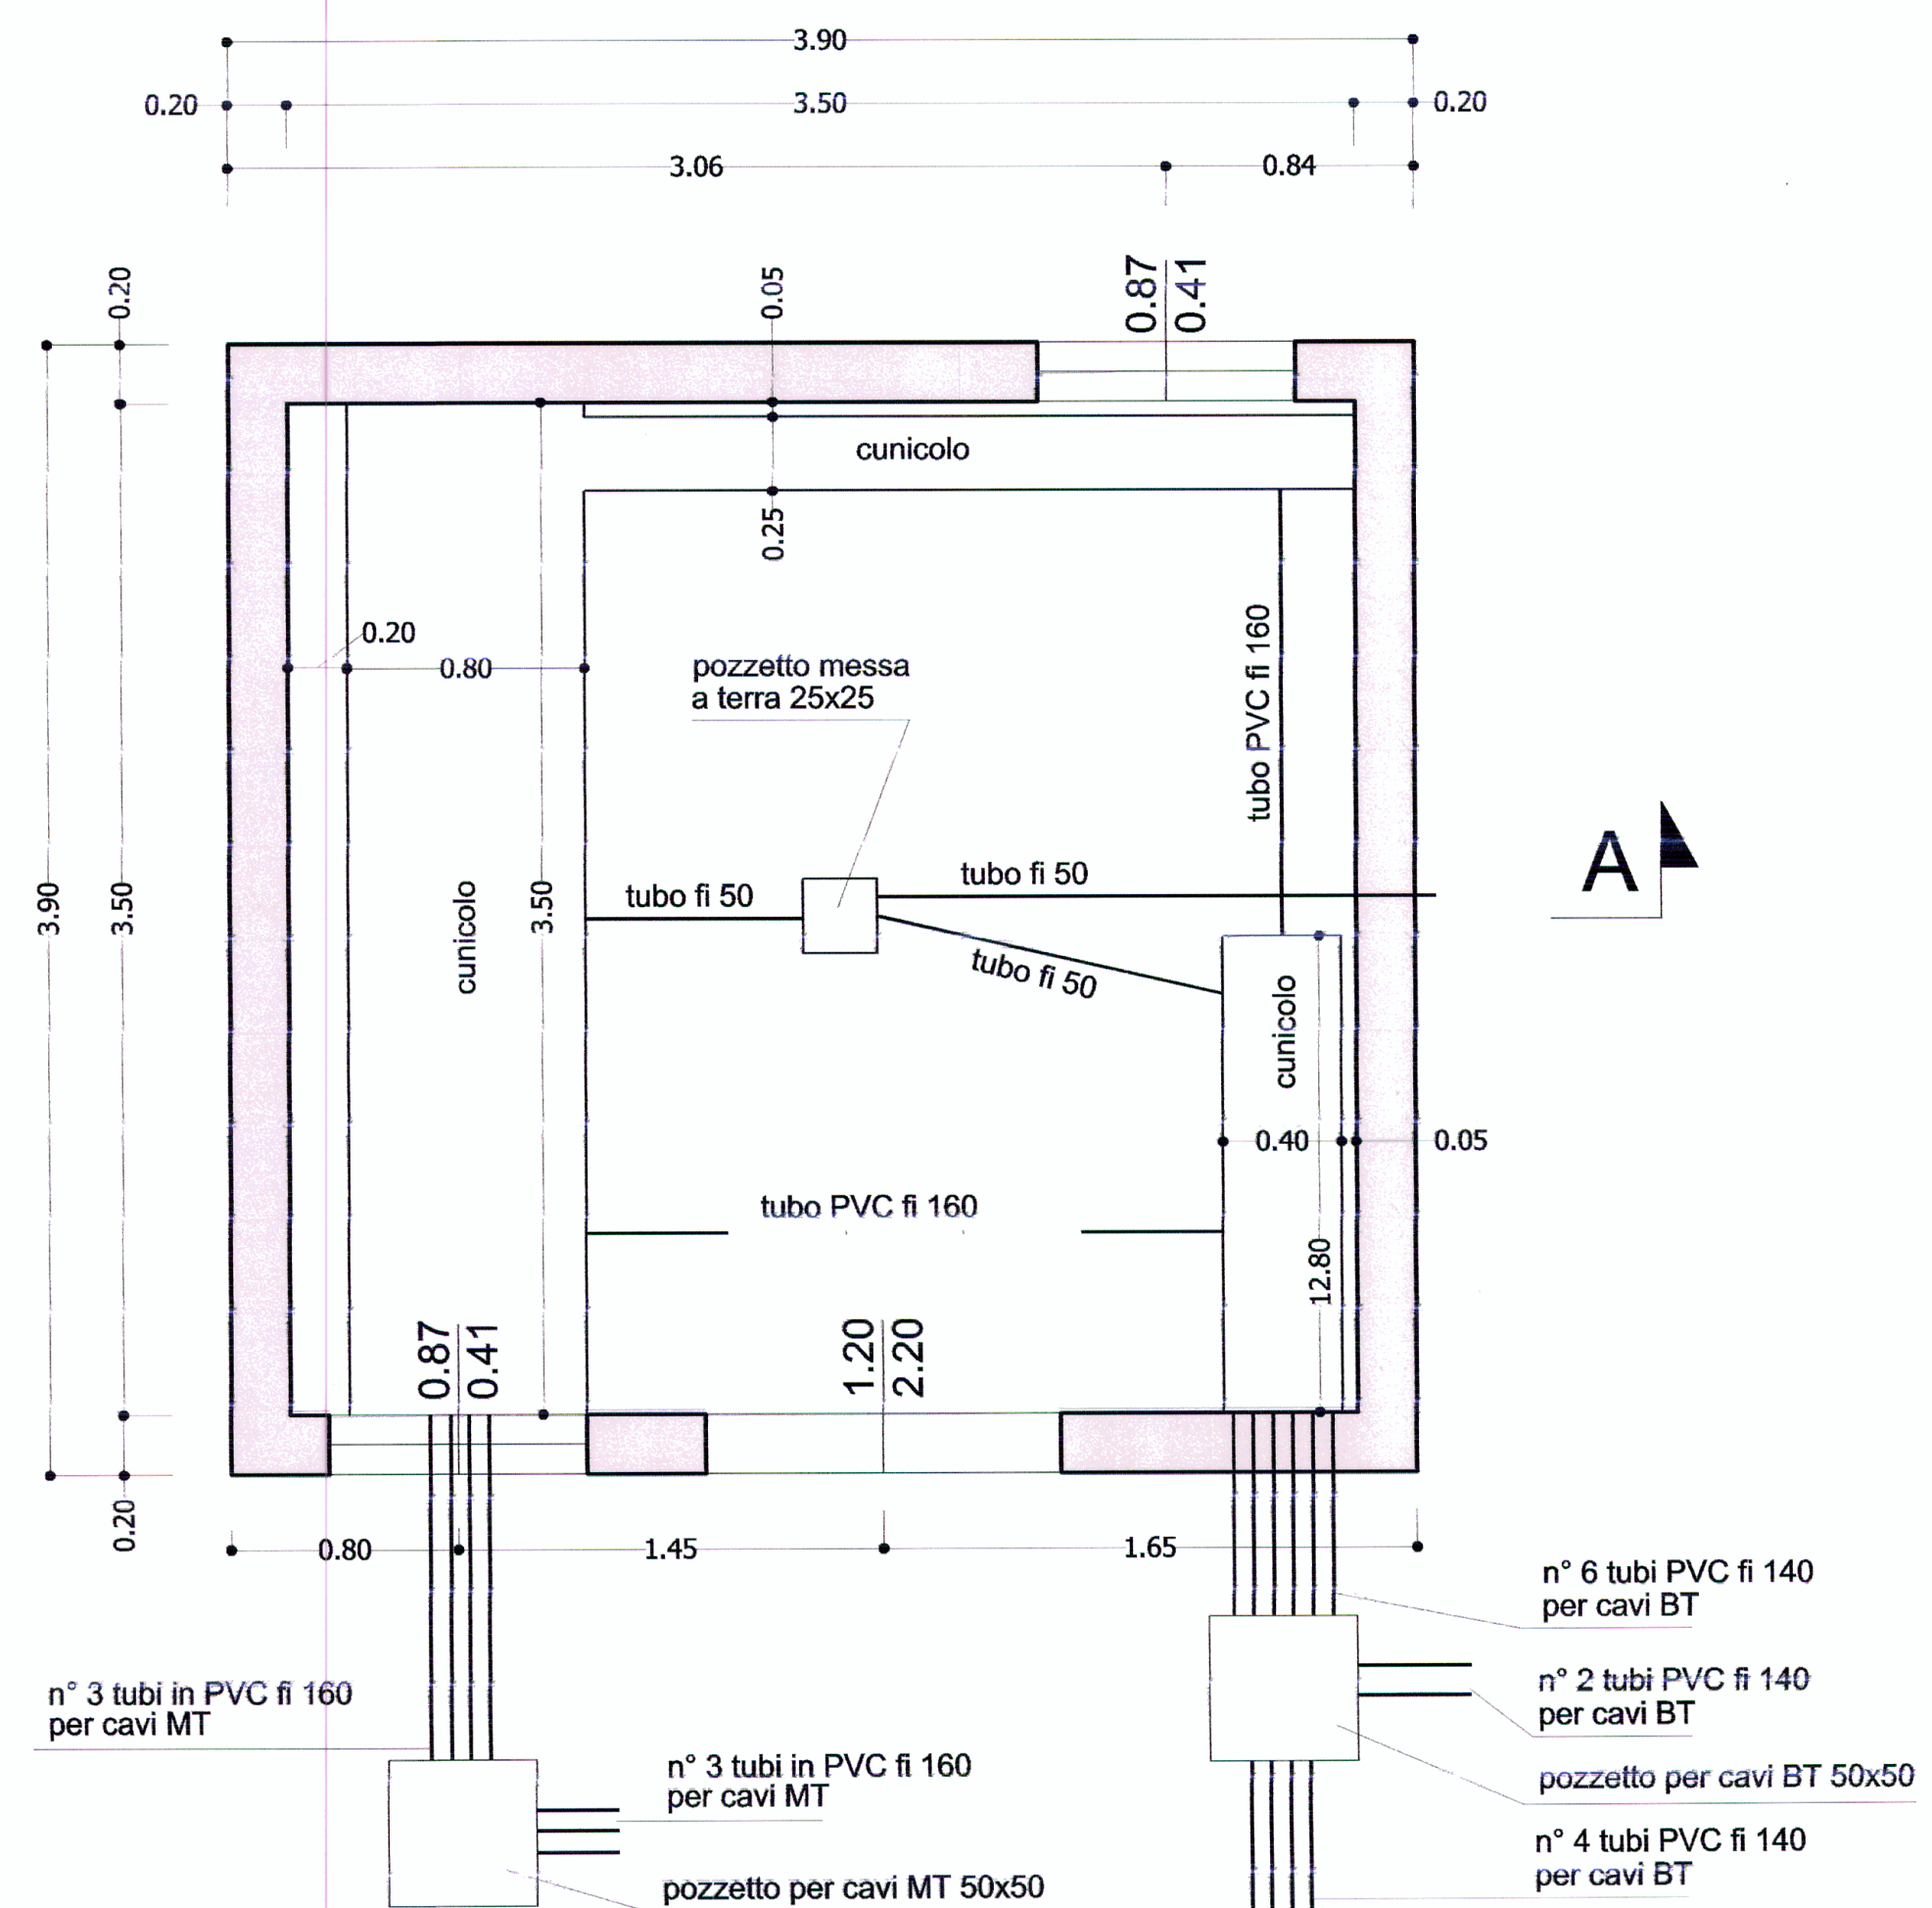 3.90
0.20
3.50
0.20
3.06
0.84
0.20
0.05
0.87
0.41
cunicolo
0.25
0.20
0.80
pozzetto messa
a terra 25x25
tubo PVC fi 160
A
3.90
3.50
cunicolo
3.50
tubo fi 50
tubo fi 50
tubo fi 50
cunicolo
0.40
0.05
tubo PVC fi 160
12.80
0.87
0.41
1.20
2.20
0.20
0.80
1.45
1.65
n° 6 tubi PVC fi 140
per cavi BT
n° 3 tubi in PVC fi 160
per cavi MT
n° 2 tubi PVC fi 140
per cavi BT
n° 3 tubi in PVC fi 160
per cavi MT
pozzetto per cavi BT 50x50
n° 4 tubi PVC fi 140
per cavi BT
pozzetto per cavi MT 50x50